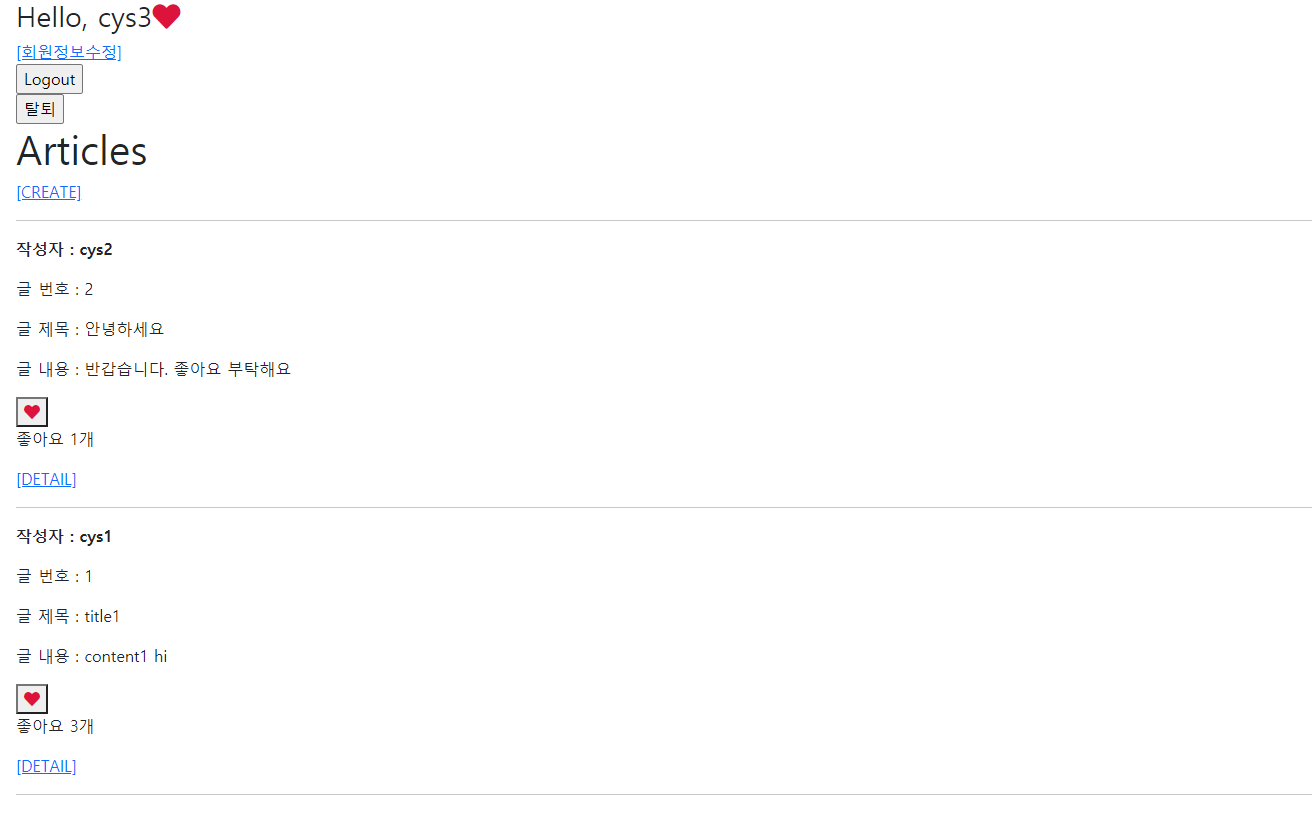 Hello, cys3
[회원정보수정]
Logout
탈퇴
Articles
[CREATE]
작성자 : cys2
글 번호 : 2
글 제목 : 안녕하세요
글 내용 : 반갑습니다. 좋아요 부탁해요
좋아요 1개
[DETAIL]
작성자 : cys1
글 번호 : 1
글 제목 : title1
글 내용 : content1 hi
좋아요 3개
[DETAIL]